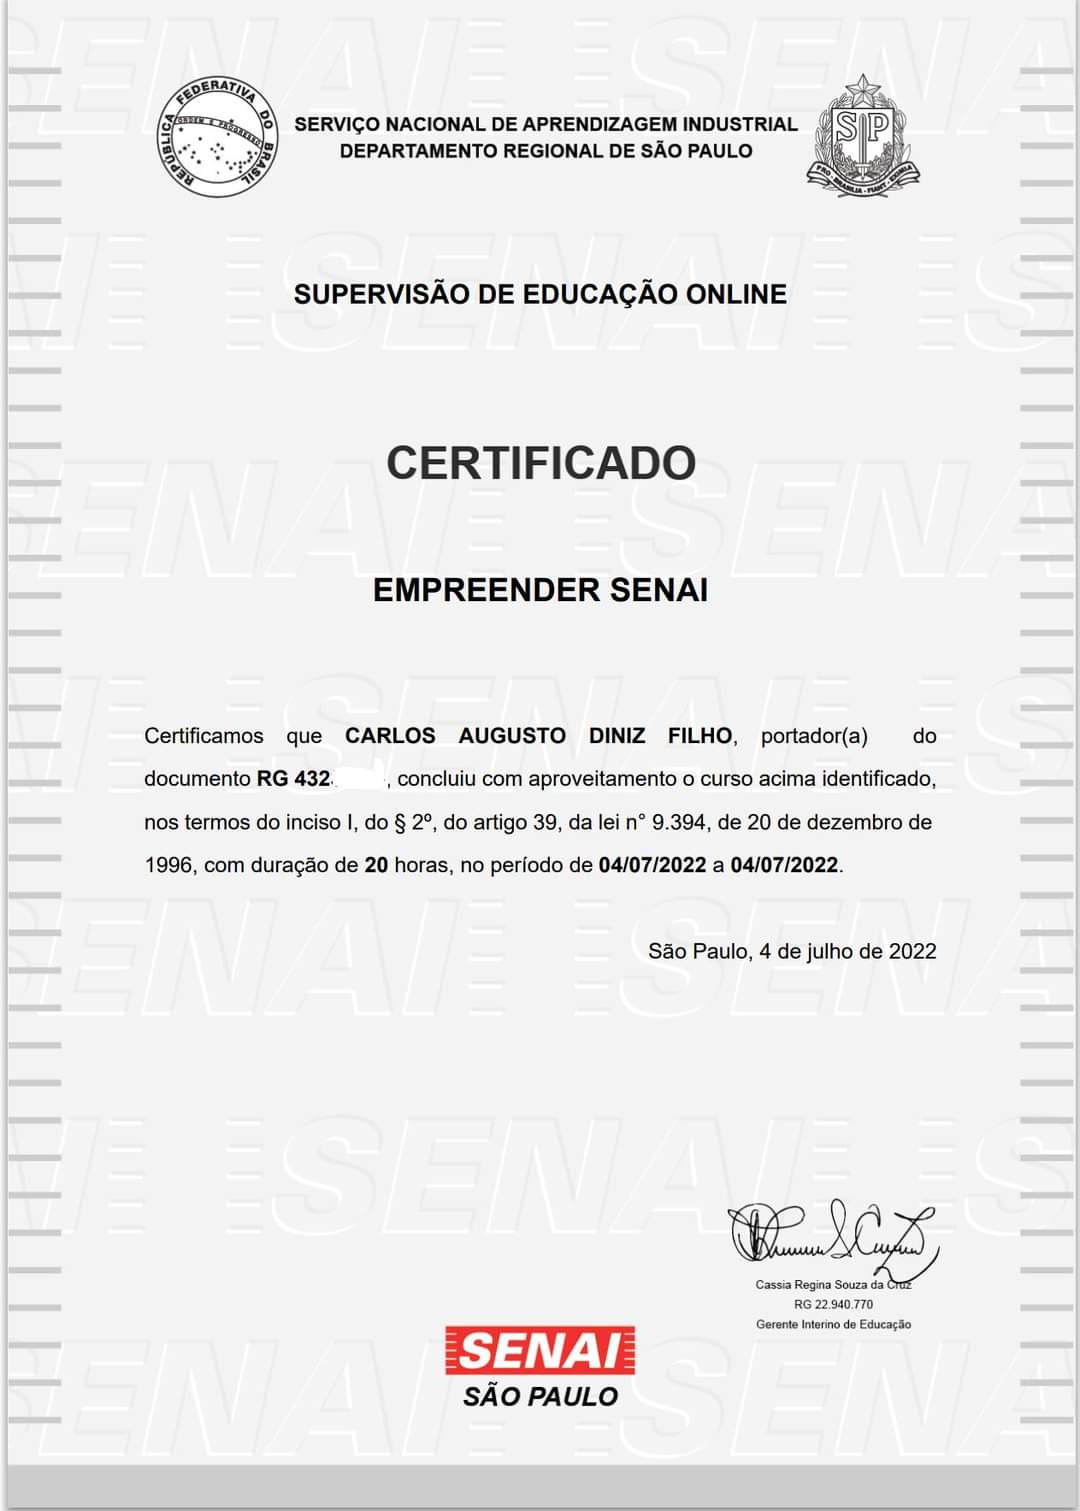 REPÚBLICA FEDERATIVA DO BRASIL
ORDEM E PROGRESSO
SERVIÇO NACIONAL DE APRENDIZAGEM INDUSTRIAL
DEPARTAMENTO REGIONAL DE SÃO PAULO
SP
PRO · BRASILIA · FIANT · EXIMIA
SUPERVISÃO DE EDUCAÇÃO ONLINE
CERTIFICADO
EMPREENDER SENAI
Certificamos que CARLOS AUGUSTO DINIZ FILHO, portador(a) do
documento RG 432 , concluiu com aproveitamento o curso acima identificado,
nos termos do inciso I, do § 2º, do artigo 39, da lei n° 9.394, de 20 de dezembro de
1996, com duração de 20 horas, no período de 04/07/2022 a 04/07/2022.
São Paulo, 4 de julho de 2022
Cassia Regina Souza da Cruz
RG 22.940.770
Gerente Interino de Educação
SENAI
SÃO PAULO